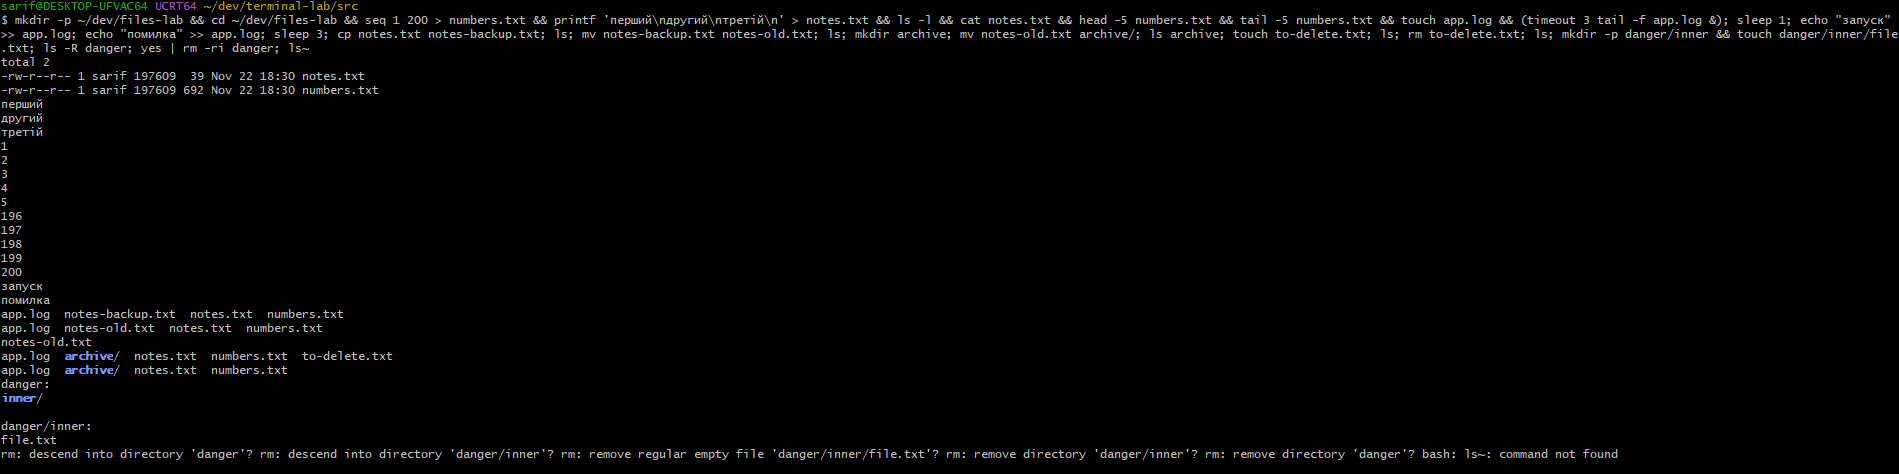 sarif@DESKTOP-UFVAC64 UCRT64 ~/dev/terminal-lab/src
$ mkdir -p ~/dev/files-lab && cd ~/dev/files-lab && seq 1 200 > numbers.txt && printf 'перший\nдругий\nтретій\n' > notes.txt && ls -l && cat notes.txt && head -5 numbers.txt && tail -5 numbers.txt && touch app.log && (timeout 3 tail -f app.log &); sleep 1; echo "запуск"
>> app.log; echo "помилка" >> app.log; sleep 3; cp notes.txt notes-backup.txt; ls; mv notes-backup.txt notes-old.txt; ls; mkdir archive; mv notes-old.txt archive/; ls archive; touch to-delete.txt; ls; rm to-delete.txt; ls; mkdir -p danger/inner && touch danger/inner/file
.txt; ls -R danger; yes | rm -ri danger; ls~
total 2
-rw-r--r-- 1 sarif 197609  39 Nov 22 18:30 notes.txt
-rw-r--r-- 1 sarif 197609 692 Nov 22 18:30 numbers.txt
перший
другий
третій
1
2
3
4
5
196
197
198
199
200
запуск
помилка
app.log  notes-backup.txt  notes.txt  numbers.txt
app.log  notes-old.txt  notes.txt  numbers.txt
notes-old.txt
app.log  archive/  notes.txt  numbers.txt  to-delete.txt
app.log  archive/  notes.txt  numbers.txt
danger:
inner/

danger/inner:
file.txt
rm: descend into directory 'danger'? rm: descend into directory 'danger/inner'? rm: remove regular empty file 'danger/inner/file.txt'? rm: remove directory 'danger/inner'? rm: remove directory 'danger'? bash: ls~: command not found